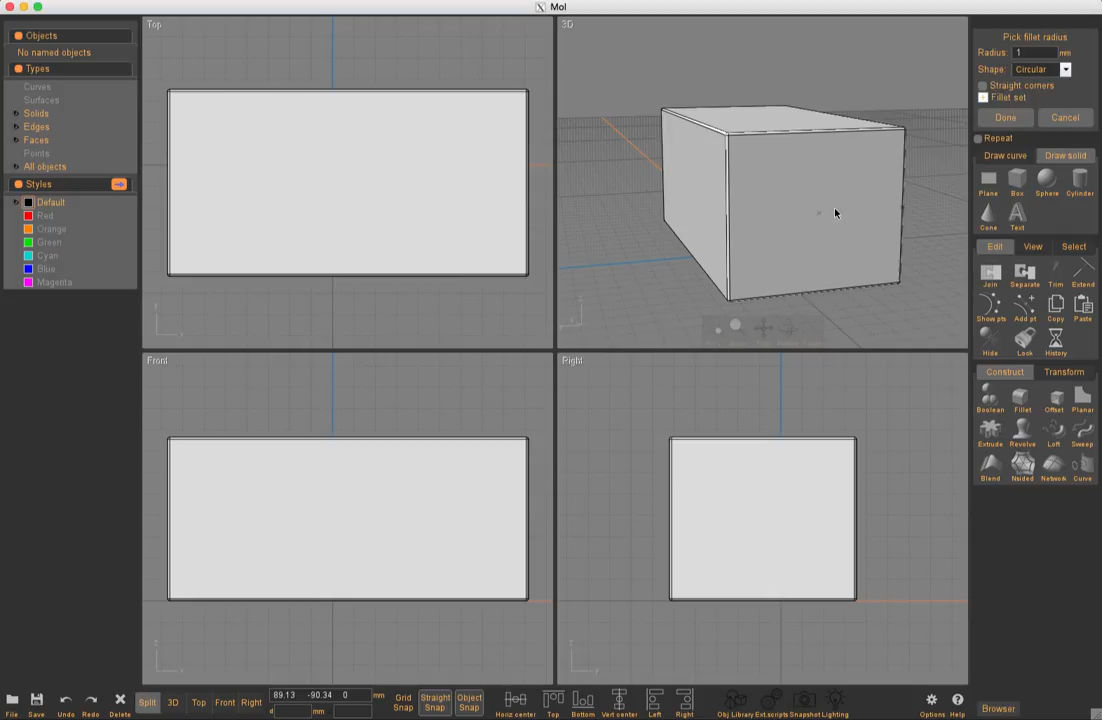 MoI
Objects
No named objects
Types
Curves
Surfaces
Solids
Edges
Faces
Points
All objects
Styles
Default
Red
Orange
Green
Cyan
Blue
Magenta
Top
3D
Front
Right
Pick fillet radius
Radius: 1 mm
Shape: Circular
Straight corners
+ Fillet set
Done Cancel
Repeat
Draw curve Draw solid
Plane Box Sphere Cylinder
Cone Text
Edit View Select
Join Separate Trim Extend
Show pts Add pt Copy Paste
Hide Lock History
Construct Transform
Boolean Fillet Offset Planar
Extrude Revolve Loft Sweep
Blend Nsided Network Curve
File Save Undo Redo Delete
Split 3D Top Front Right
89.13 -90.34 0 mm
d mm
Grid Snap
Straight Snap
Object Snap
Horiz center Top Bottom Vert center Left Right
Obj Library Ext.scripts Snapshot Lighting
Options Help
Browser